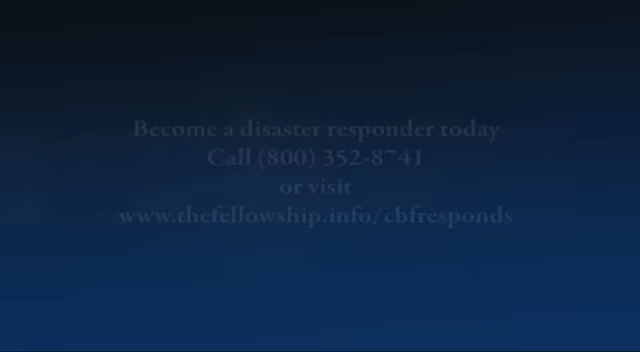 Become a disaster responder today
Call (800) 352-8741
or visit
www.thefellowship.info/cbfresponds